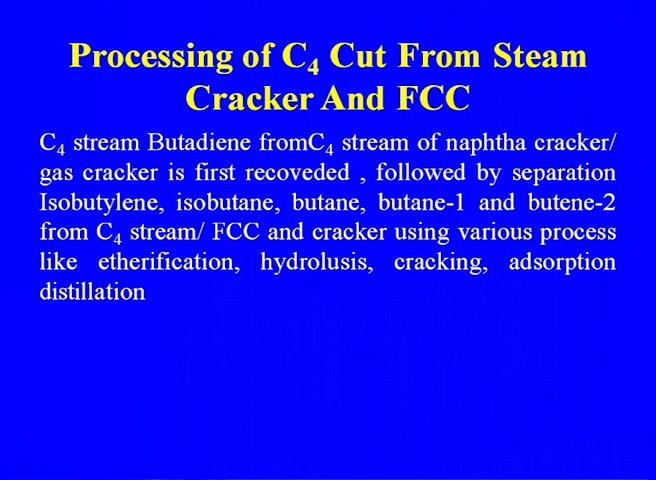 Processing of C₄ Cut From Steam
Cracker And FCC
C₄ stream Butadiene fromC₄ stream of naphtha cracker/
gas cracker is first recoveded , followed by separation
Isobutylene, isobutane, butane, butane-1 and butene-2
from C₄ stream/ FCC and cracker using various process
like etherification, hydrolusis, cracking, adsorption
distillation